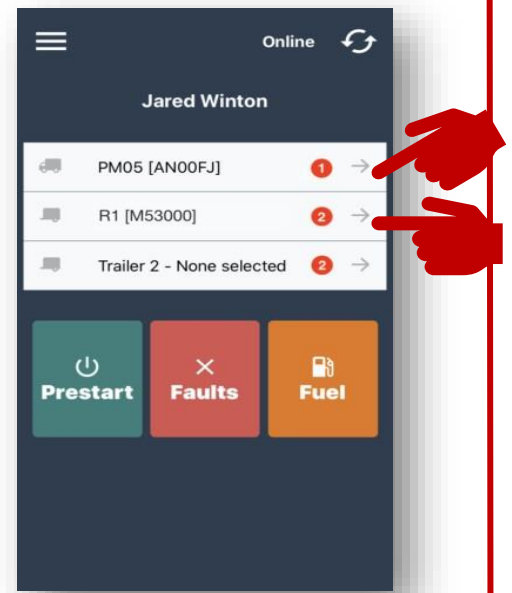 Online
Jared Winton
PM05 [AN00FJ] 1
R1 [M53000] 2
Trailer 2 - None selected 2
Prestart Faults Fuel